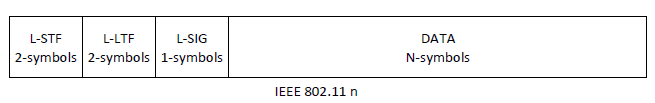 L-STF
2-symbols
L-LTF
2-symbols
L-SIG
1-symbols
DATA
N-symbols
IEEE 802.11 n